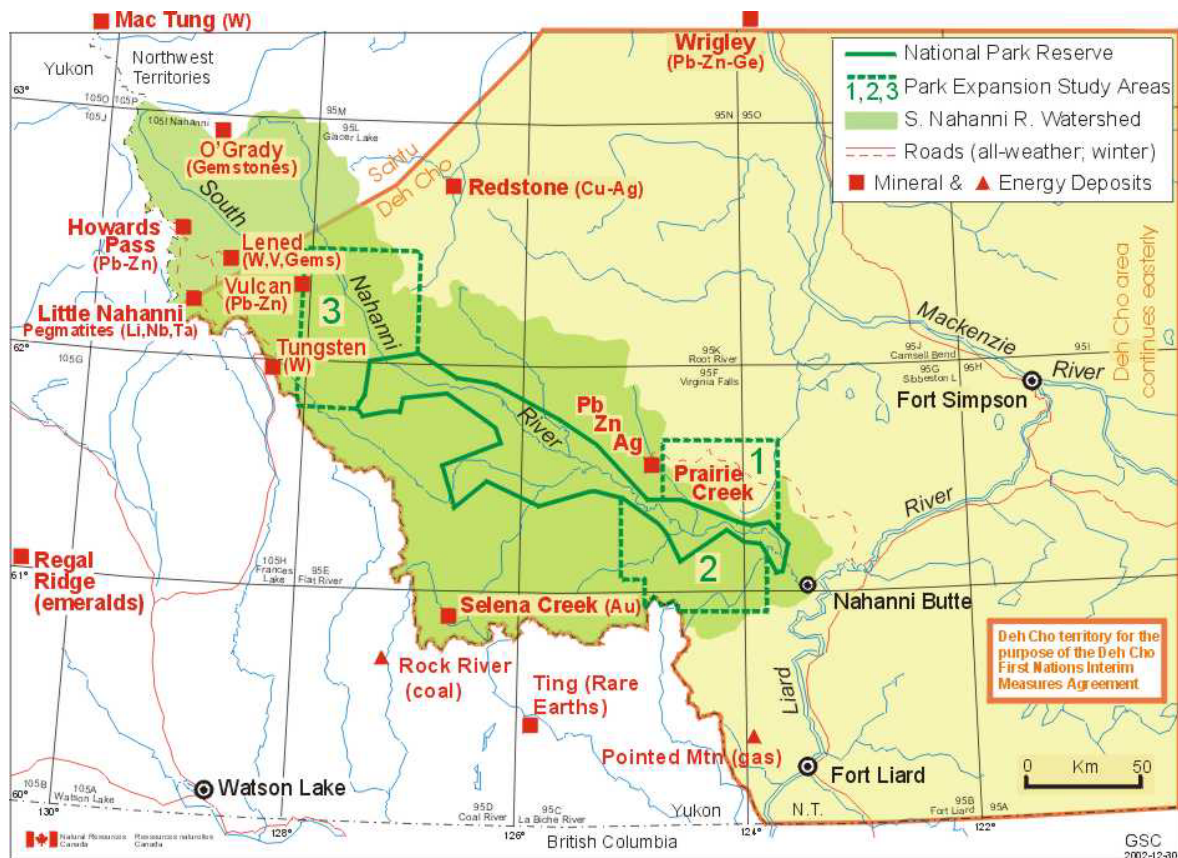 Mac Tung (W)
Yukon
Northwest
Territories
Wrigley
(Pb-Zn-Ge)
National Park Reserve
1,2,3
Park Expansion Study Areas
S. Nahanni R. Watershed
Roads (all-weather; winter)
Mineral &
Energy Deposits
63°
105O
105P
105J
105I Nahanni
95M
95L
Glacier Lake
95N
95O
O'Grady
(Gemstones)
Sahtu
Deh Cho
Redstone (Cu-Ag)
South
Nahanni
River
Howards
Pass
(Pb-Zn)
Lened
(W,V,Gems)
Vulcan
(Pb-Zn)
3
Little Nahanni
Pegmatites (Li,Nb,Ta)
62°
105G
Tungsten
(W)
95K
Root River
95F
Virginia Falls
95J
Camsell Bend
95G
Sibbeston L
95I
95H
Mackenzie
River
Deh Cho area
continues easterly
Fort Simpson
Pb
Zn
Ag
Prairie
Creek
1
River
61°
Regal
Ridge
(emeralds)
105H
Frances
Lake
95E
Flat River
2
Selena Creek (Au)
Nahanni Butte
Rock River
(coal)
Ting (Rare
Earths)
Liard
Deh Cho territory for the
purpose of the Deh Cho
First Nations Interim
Measures Agreement
Pointed Mtn (gas)
Fort Liard
0 Km 50
Watson Lake
105B
105A
Watson Lake
60°
130°
128°
95D
Coal River
126°
95C
La Biche River
Yukon
124°
N.T.
95B
Fort Liard
95A
122°
British Columbia
Natural Resources
Canada
Ressources naturelles
Canada
GSC
2002-12-30